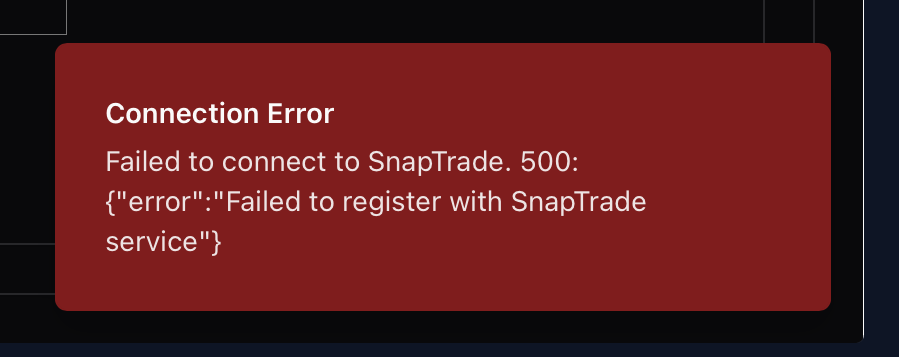 Connection Error
Failed to connect to SnapTrade. 500:
{"error":"Failed to register with SnapTrade
service"}